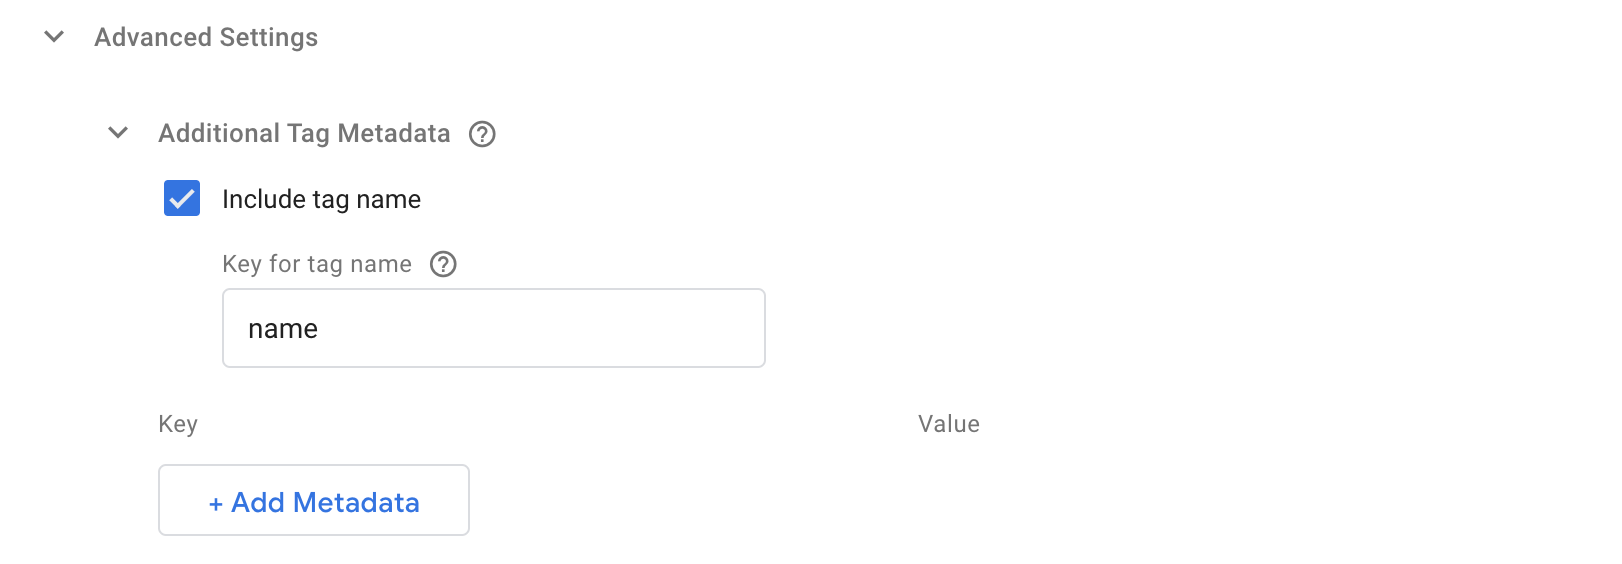 Advanced Settings
Additional Tag Metadata
Include tag name
Key for tag name
name
Key Value
+ Add Metadata